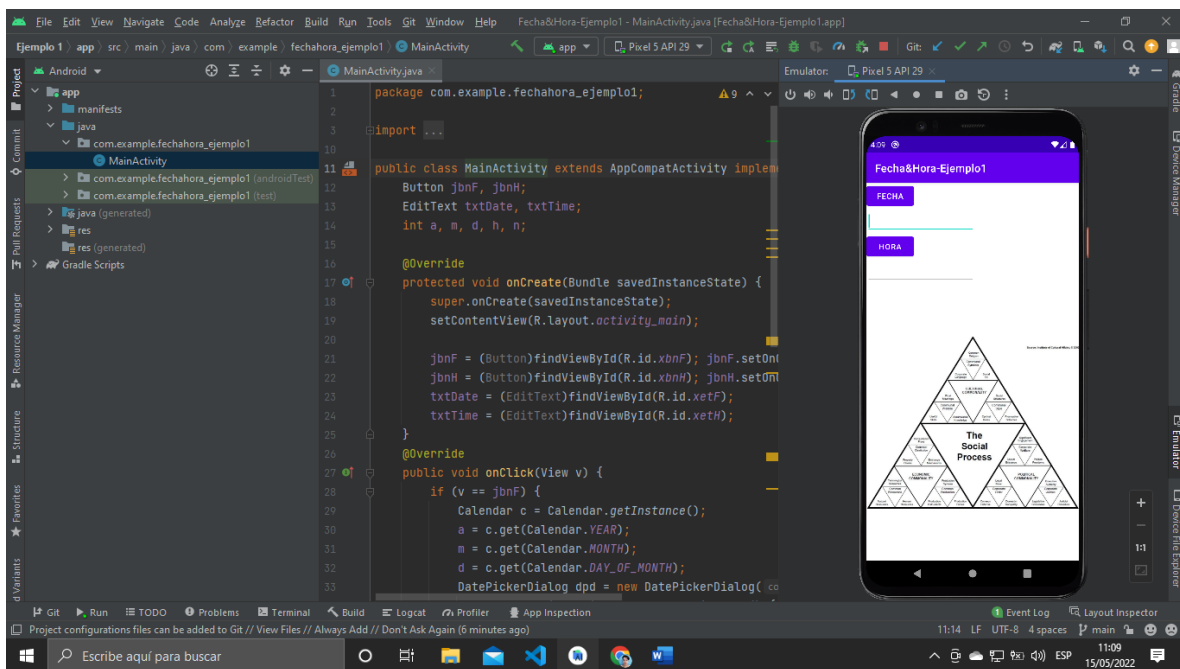 File Edit View Navigate Code Analyze Refactor Build Run Tools Git Window Help Fecha&Hora-Ejemplo1 - MainActivity.java [Fecha&Hora-Ejemplo1.app]
Ejemplo 1 app src main java com example fechahora_ejemplo1 MainActivity app Pixel 5 API 29 Git:
Project
Commit
Pull Requests
Resource Manager
Structure
Favorites
d Variants
Android
app
manifests
java
com.example.fechahora_ejemplo1
MainActivity
com.example.fechahora_ejemplo1 (androidTest)
com.example.fechahora_ejemplo1 (test)
java (generated)
res
res (generated)
Gradle Scripts
MainActivity.java
9
1 package com.example.fechahora_ejemplo1;
2
3 import ...
10
11 public class MainActivity extends AppCompatActivity implem
12 Button jbnF, jbnH;
13 EditText txtDate, txtTime;
14 int a, m, d, h, n;
15
16 @Override
17 protected void onCreate(Bundle savedInstanceState) {
18 super.onCreate(savedInstanceState);
19 setContentView(R.layout.activity_main);
20
21 jbnF = (Button)findViewById(R.id.xbnF); jbnF.setOn
22 jbnH = (Button)findViewById(R.id.xbnH); jbnH.setOn
23 txtDate = (EditText)findViewById(R.id.xetF);
24 txtTime = (EditText)findViewById(R.id.xetH);
25 }
26 @Override
27 public void onClick(View v) {
28 if (v == jbnF) {
29 Calendar c = Calendar.getInstance();
30 a = c.get(Calendar.YEAR);
31 m = c.get(Calendar.MONTH);
32 d = c.get(Calendar.DAY_OF_MONTH);
33 DatePickerDialog dpd = new DatePickerDialog( co
Emulator: Pixel 5 API 29
4:09
Fecha&Hora-Ejemplo1
FECHA
HORA
The
Social
Process
1:1
Gradle
Device Manager
Emulator
Device File Explorer
Git Run TODO Problems Terminal Build Logcat Profiler App Inspection 1 Event Log Layout Inspector
Project configurations files can be added to Git // View Files // Always Add // Don't Ask Again (6 minutes ago) 11:14 LF UTF-8 4 spaces main
Escribe aquí para buscar
ESP
11:09
15/05/2022